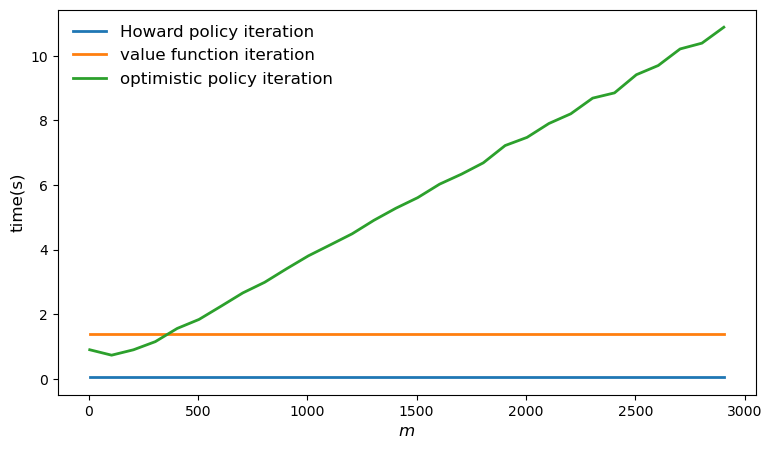 Howard policy iteration
value function iteration
optimistic policy iteration
10
8
6
4
2
0
time(s)
0 500 1000 1500 2000 2500 3000
m